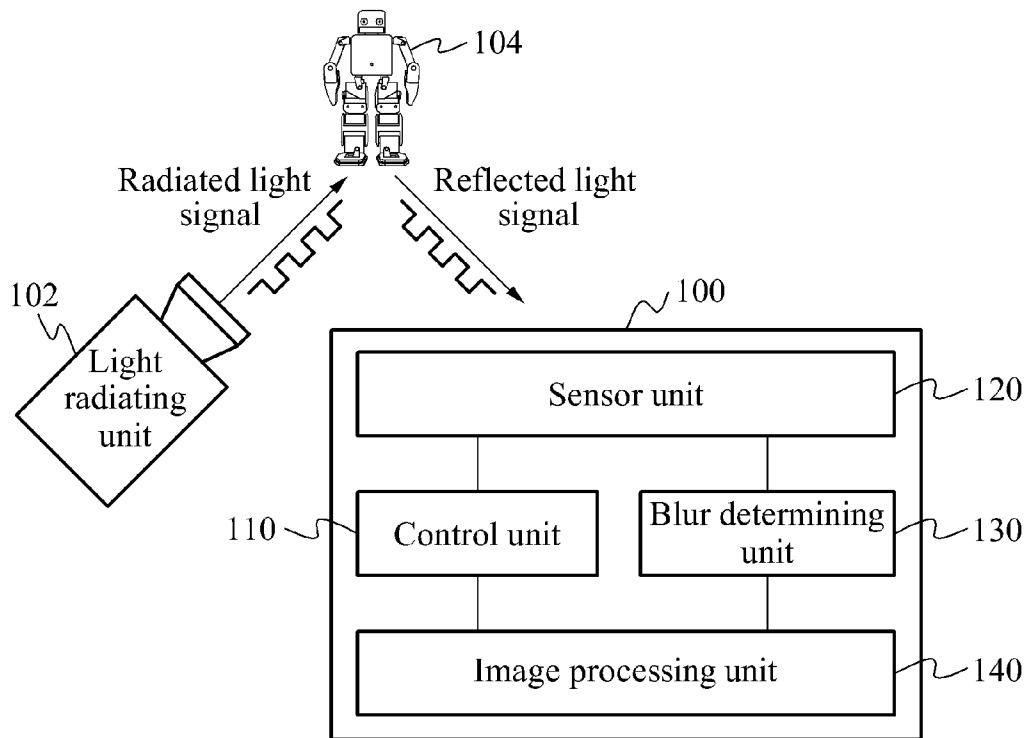 104
Radiated light
signal
Reflected light
signal
102
100
Light
radiating
unit
Sensor unit
120
110
Control unit
Blur determining
unit
130
Image processing unit
140